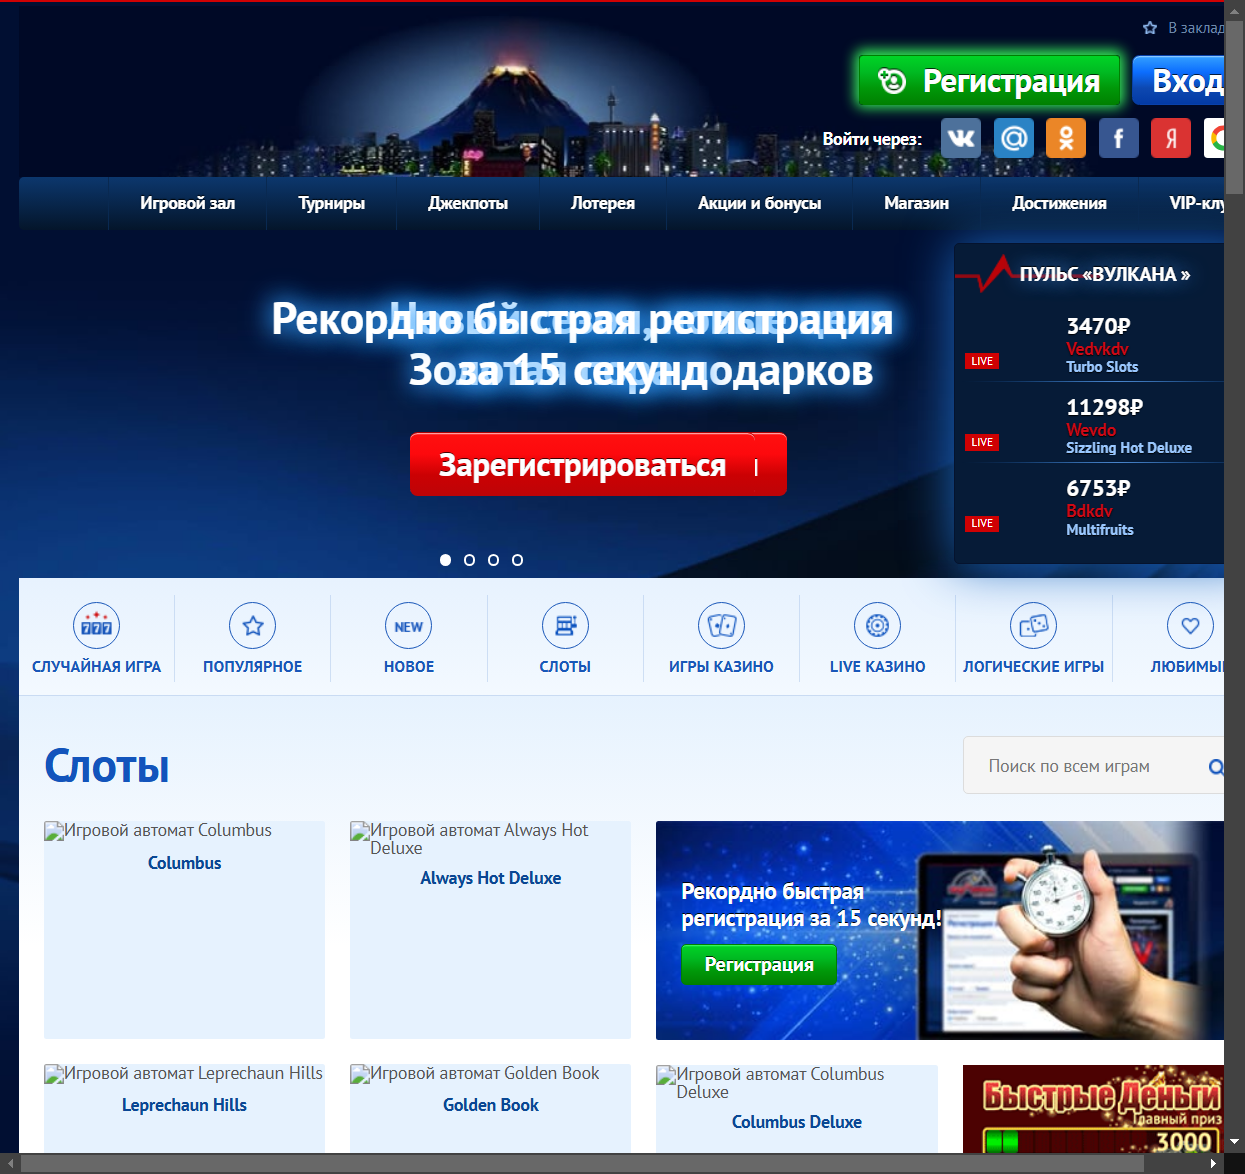 В заклад
Регистрация
Вход
Войти через:
Игровой зал
Турниры
Джекпоты
Лотерея
Акции и бонусы
Магазин
Достижения
VIP-клу
Рекордно быстрая регистрация
за 15 секунд
Зарегистрироваться
ПУЛЬС «ВУЛКАНА »
3470₽
Vedvkdv
LIVE
Turbo Slots
11298₽
Wevdo
LIVE
Sizzling Hot Deluxe
6753₽
Bdkdv
LIVE
Multifruits
777
NEW
СЛУЧАЙНАЯ ИГРА
ПОПУЛЯРНОЕ
НОВОЕ
СЛОТЫ
ИГРЫ КАЗИНО
LIVE КАЗИНО
ЛОГИЧЕСКИЕ ИГРЫ
ЛЮБИМЫ
Слоты
Поиск по всем играм
Игровой автомат Columbus
Columbus
Игровой автомат Always Hot
Deluxe
Always Hot Deluxe
Рекордно быстрая
регистрация за 15 секунд!
Регистрация
Игровой автомат Leprechaun Hills
Leprechaun Hills
Игровой автомат Golden Book
Golden Book
Игровой автомат Columbus
Deluxe
Columbus Deluxe
Быстрые Деньги
Главный приз
3000